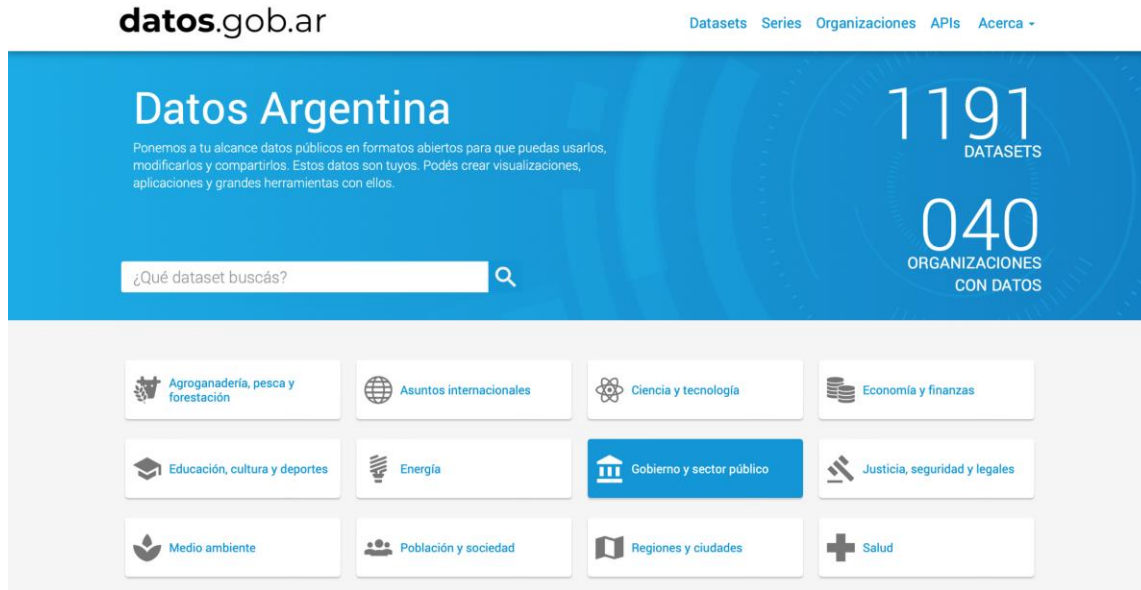 datos.gob.ar
Datasets Series Organizaciones APIs Acerca
Datos Argentina
Ponemos a tu alcance datos públicos en formatos abiertos para que puedas usarlos,
modificarlos y compartirlos. Estos datos son tuyos. Podés crear visualizaciones,
aplicaciones y grandes herramientas con ellos.
¿Qué dataset buscás?
1191
DATASETS
040
ORGANIZACIONES
CON DATOS
Agroganadería, pesca y
forestación
Asuntos internacionales
Ciencia y tecnología
Economía y finanzas
Educación, cultura y deportes
Energía
Gobierno y sector público
Justicia, seguridad y legales
Medio ambiente
Población y sociedad
Regiones y ciudades
Salud